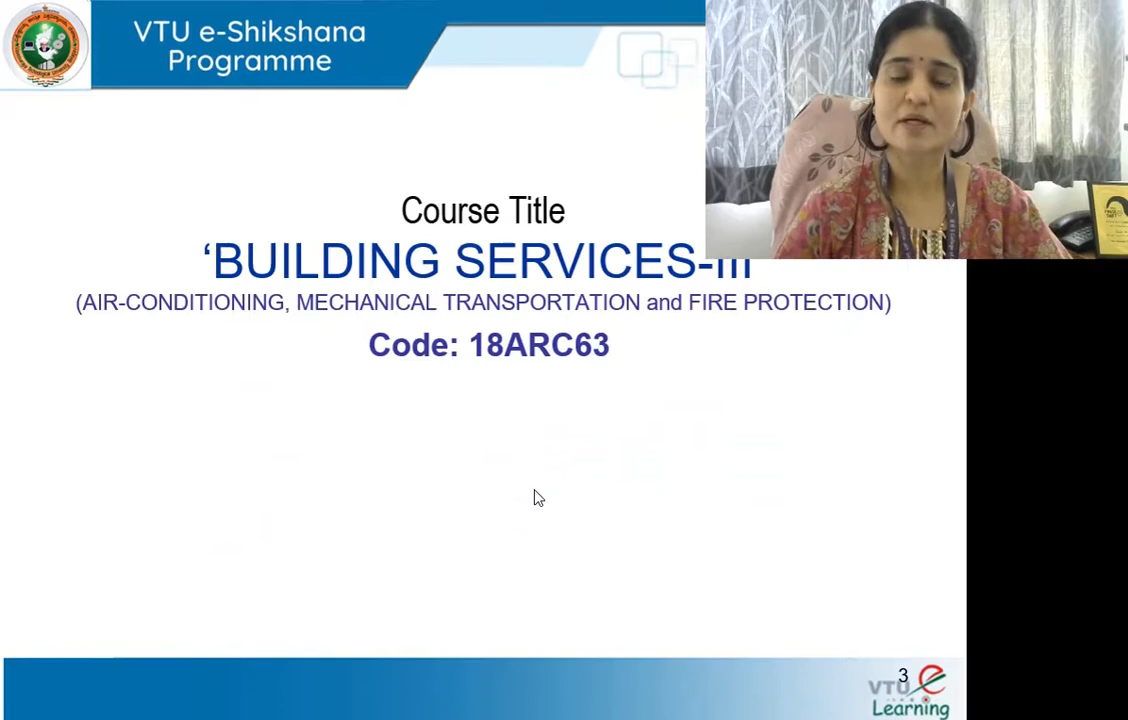 VTU e-Shikshana
Programme
Course Title
‘BUILDING SERVICES-III
(AIR-CONDITIONING, MECHANICAL TRANSPORTATION and FIRE PROTECTION)
Code: 18ARC63
3
VTU e
Learning